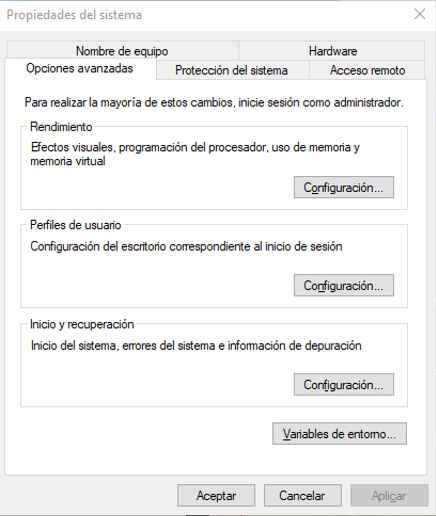 Propiedades del sistema
Nombre de equipo
Hardware
Opciones avanzadas
Protección del sistema
Acceso remoto
Para realizar la mayoría de estos cambios, inicie sesión como administrador.
Rendimiento
Efectos visuales, programación del procesador, uso de memoria y
memoria virtual
Configuración...
Perfiles de usuario
Configuración del escritorio correspondiente al inicio de sesión
Configuración...
Inicio y recuperación
Inicio del sistema, errores del sistema e información de depuración
Configuración...
Variables de entorno...
Aceptar
Cancelar
Aplicar